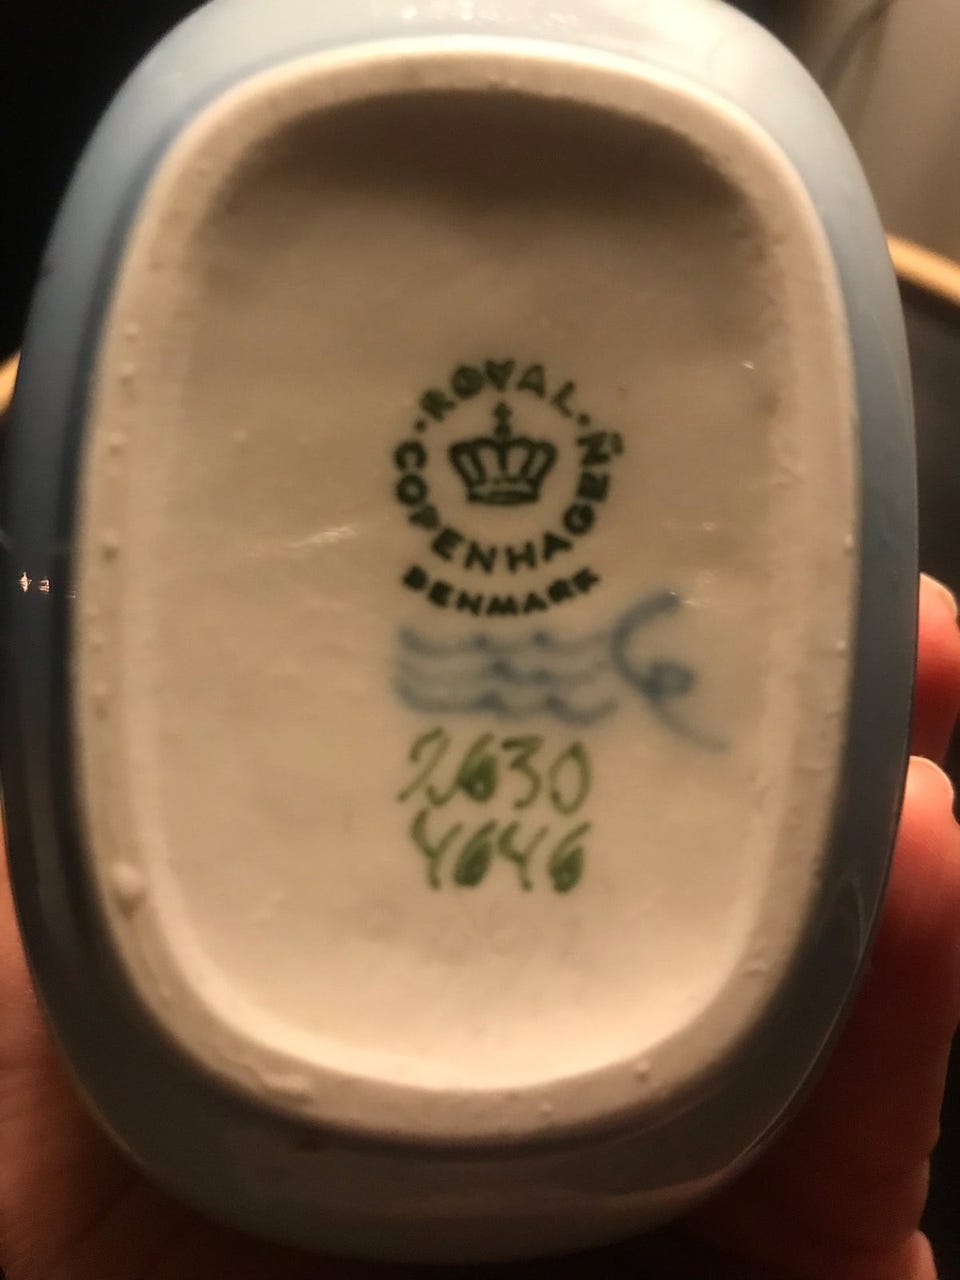 ROYAL
COPENHAGEN
DENMARK
2630
4646